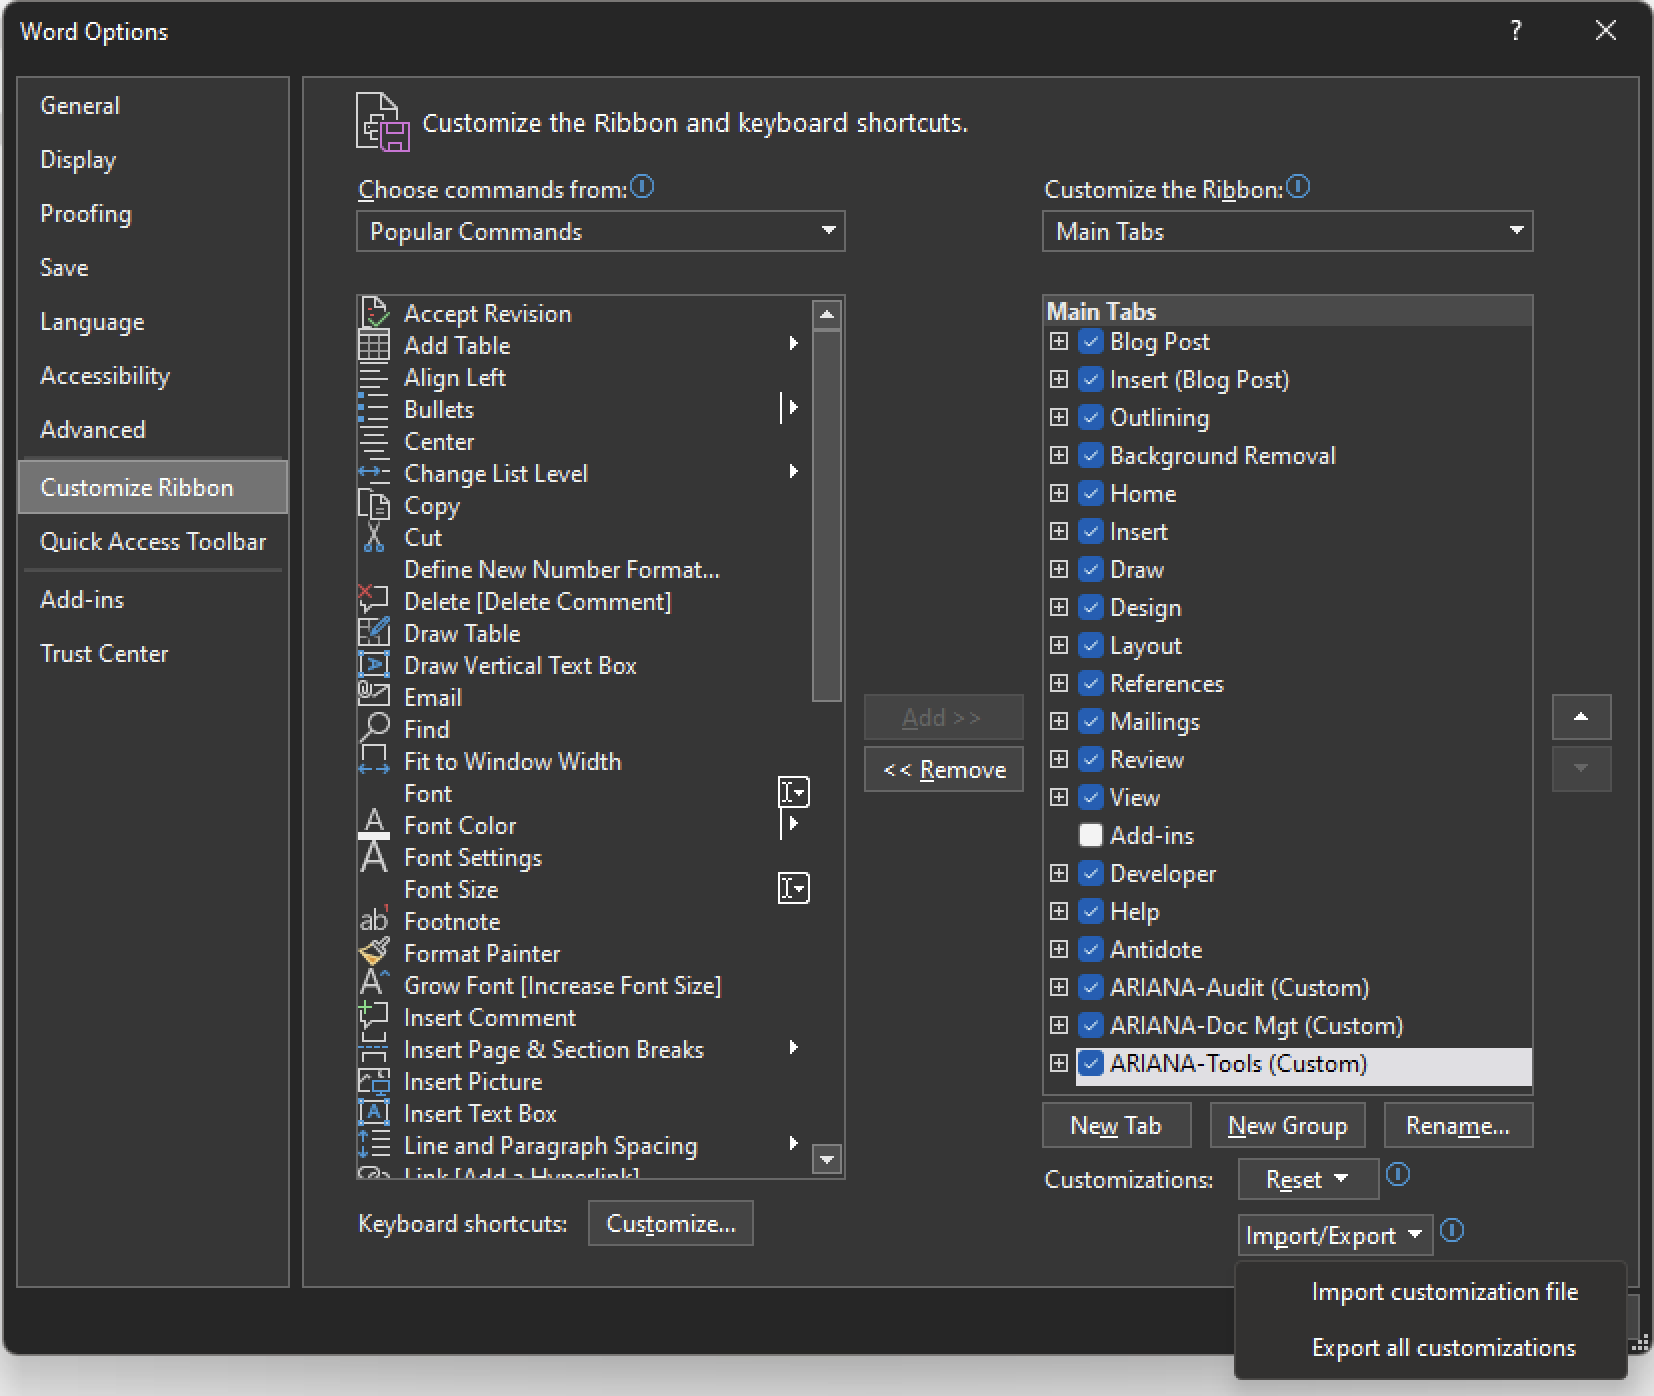 Word Options
?
General
Display
Proofing
Save
Language
Accessibility
Advanced
Customize Ribbon
Quick Access Toolbar
Add-ins
Trust Center
Customize the Ribbon and keyboard shortcuts.
Choose commands from:
Popular Commands
Accept Revision
Add Table
Align Left
Bullets
Center
Change List Level
Copy
Cut
Define New Number Format...
Delete [Delete Comment]
Draw Table
Draw Vertical Text Box
Email
Find
Fit to Window Width
Font
Font Color
Font Settings
Font Size
Footnote
Format Painter
Grow Font [Increase Font Size]
Insert Comment
Insert Page & Section Breaks
Insert Picture
Insert Text Box
Line and Paragraph Spacing
Link [Add a Hyperlink]
Keyboard shortcuts: Customize...
Add >>
<< Remove
Customize the Ribbon:
Main Tabs
Main Tabs
Blog Post
Insert (Blog Post)
Outlining
Background Removal
Home
Insert
Draw
Design
Layout
References
Mailings
Review
View
Add-ins
Developer
Help
Antidote
ARIANA-Audit (Custom)
ARIANA-Doc Mgt (Custom)
ARIANA-Tools (Custom)
New Tab New Group Rename...
Customizations: Reset
Import/Export
Import customization file
Export all customizations